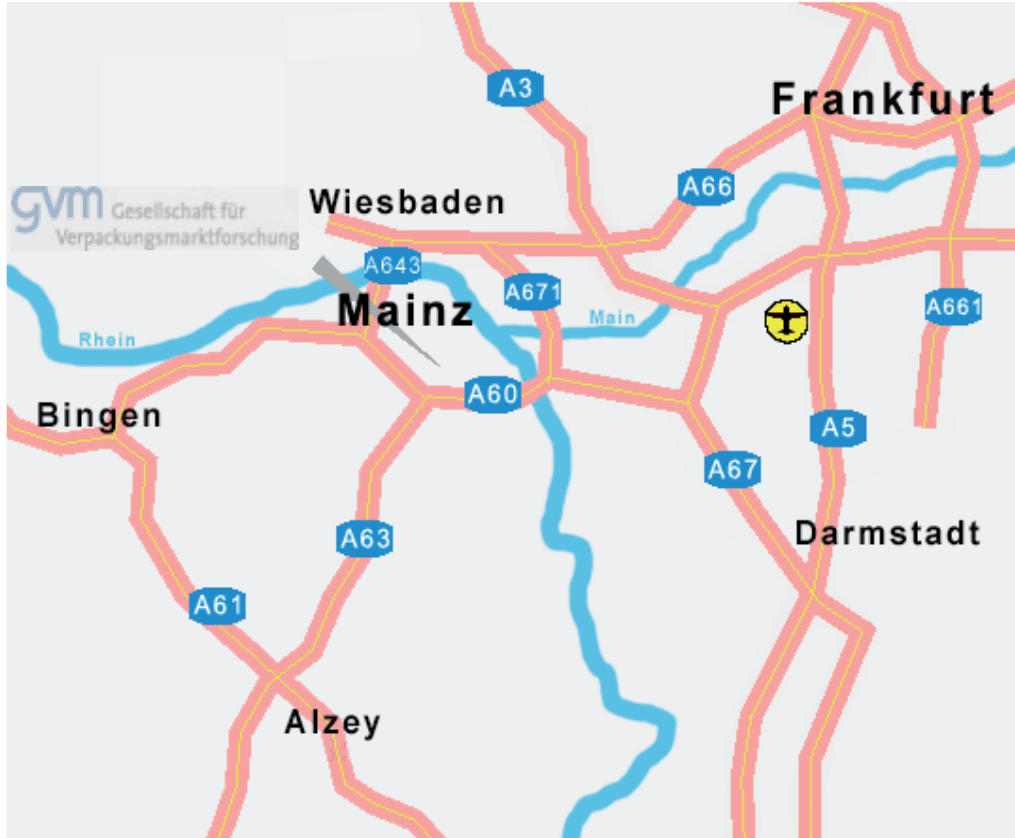 A3
Frankfurt
A66
gvm Gesellschaft für
Verpackungsmarktforschung
Wiesbaden
A643
A671
Mainz
A661
Main
Rhein
A60
Bingen
A5
A67
A63
Darmstadt
A61
Alzey